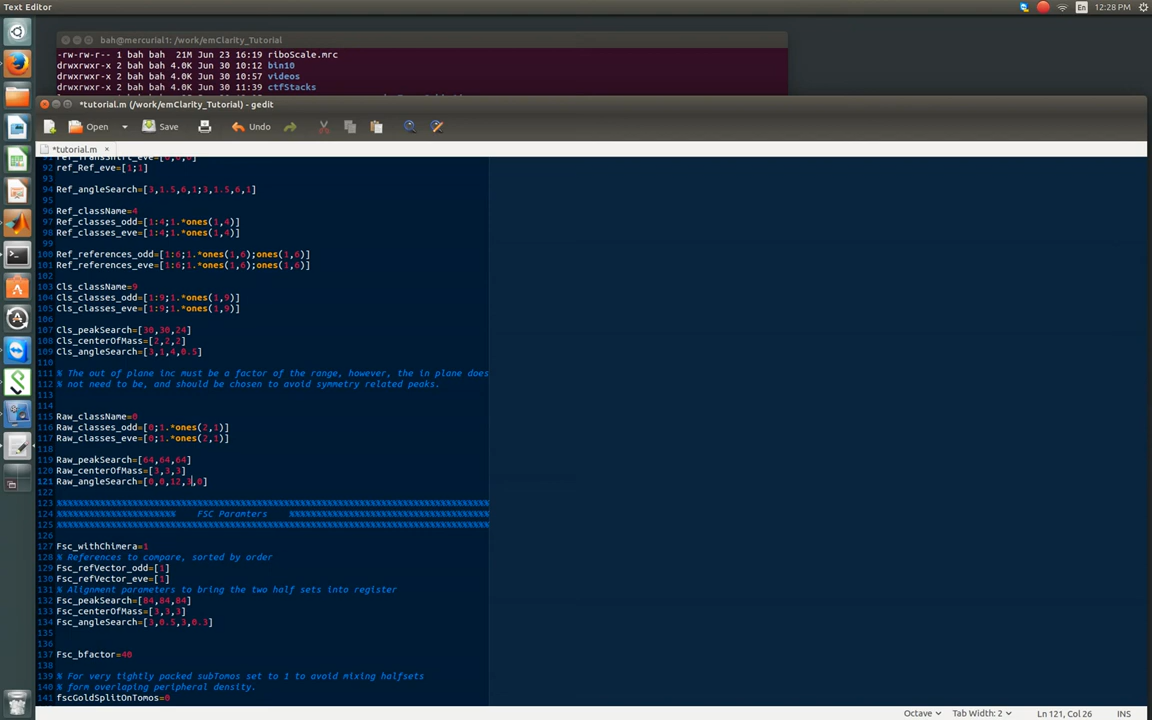 Text Editor
En
12:28 PM
bah@mercurial1: /work/emClarity_Tutorial
-rw-rw-r-- 1 bah bah 21M Jun 23 16:19 riboScale.mrc
drwxrwxr-x 2 bah bah 4.0K Jun 23 10:12 bin10
drwxrwxr-x 2 bah bah 4.0K Jun 23 10:57 videos
drwxrwxr-x 2 bah bah 4.0K Jun 23 11:39 ctfStacks
*tutorial.m (/work/emClarity_Tutorial) - gedit
Open Save Undo
*tutorial.m ×
92 ref_Ref_eve=[1;1]
93
94 Ref_angleSearch=[3,1.5,6,1;3,1.5,6,1]
95
96 Ref_className=4
97 Ref_classes_odd=[1:4;1.*ones(1,4)]
98 Ref_classes_eve=[1:4;1.*ones(1,4)]
99
100 Ref_references_odd=[1:6;1.*ones(1,6);ones(1,6)]
101 Ref_references_eve=[1:6;1.*ones(1,6);ones(1,6)]
102
103 Cls_className=9
104 Cls_classes_odd=[1:9;1.*ones(1,9)]
105 Cls_classes_eve=[1:9;1.*ones(1,9)]
106
107 Cls_peakSearch=[30,30,24]
108 Cls_centerOfMass=[2,2,2]
109 Cls_angleSearch=[3,1,4,0.5]
110
111 % The out of plane inc must be a factor of the range, however, the in plane does
112 % not need to be, and should be chosen to avoid symmetry related peaks.
113
114
115 Raw_className=0
116 Raw_classes_odd=[0;1.*ones(2,1)]
117 Raw_classes_eve=[0;1.*ones(2,1)]
118
119 Raw_peakSearch=[64,64,64]
120 Raw_centerOfMass=[3,3,3]
121 Raw_angleSearch=[0,0,12,3,0]
122
123 %%%%%%%%%%%%%%%%%%%%%%%%%%%%%%%%%%%%%%%%%%%%%%%%%%%%%%%%%%%%%%%%%%%%%%%%%%%%%%%%
124 %%%%%%%%%%%%%%%%%%%%%% FSC Paramters %%%%%%%%%%%%%%%%%%%%%%%%%%%%%%%%%%%%
125 %%%%%%%%%%%%%%%%%%%%%%%%%%%%%%%%%%%%%%%%%%%%%%%%%%%%%%%%%%%%%%%%%%%%%%%%%%%%%%%%
126
127 Fsc_withChimera=1
128 % References to compare, sorted by order
129 Fsc_refVector_odd=[1]
130 Fsc_refVector_eve=[1]
131 % Alignment parameters to bring the two half sets into register
132 Fsc_peakSearch=[84,84,84]
133 Fsc_centerOfMass=[3,3,3]
134 Fsc_angleSearch=[3,0.5,3,0.3]
135
136
137 Fsc_bfactor=40
138
139 % For very tightly packed subTomos set to 1 to avoid mixing halfsets
140 % form overlaping peripheral density.
141 fscGoldSplitOnTomos=0
Octave Tab Width: 2 Ln 121, Col 26 INS